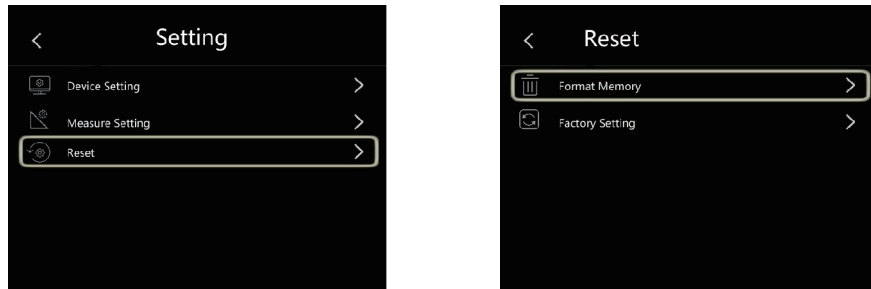 Setting
Device Setting
Measure Setting
Reset
Reset
Format Memory
Factory Setting